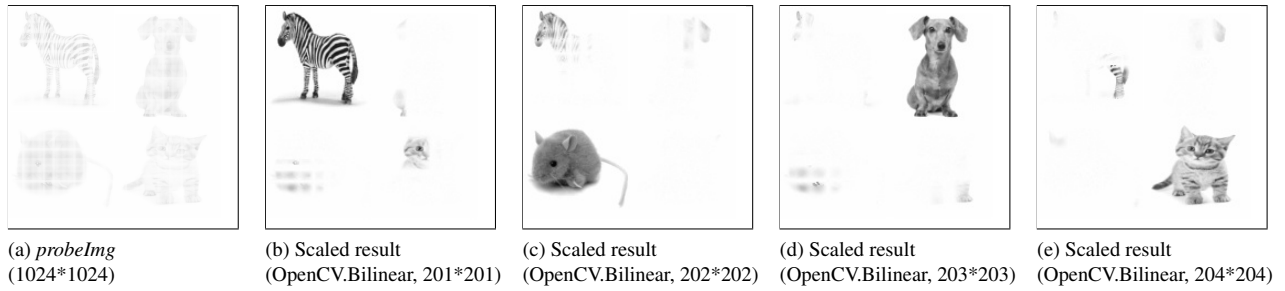 (a) probeImg
(1024*1024)
(b) Scaled result
(OpenCV.Bilinear, 201*201)
(c) Scaled result
(OpenCV.Bilinear, 202*202)
(d) Scaled result
(OpenCV.Bilinear, 203*203)
(e) Scaled result
(OpenCV.Bilinear, 204*204)